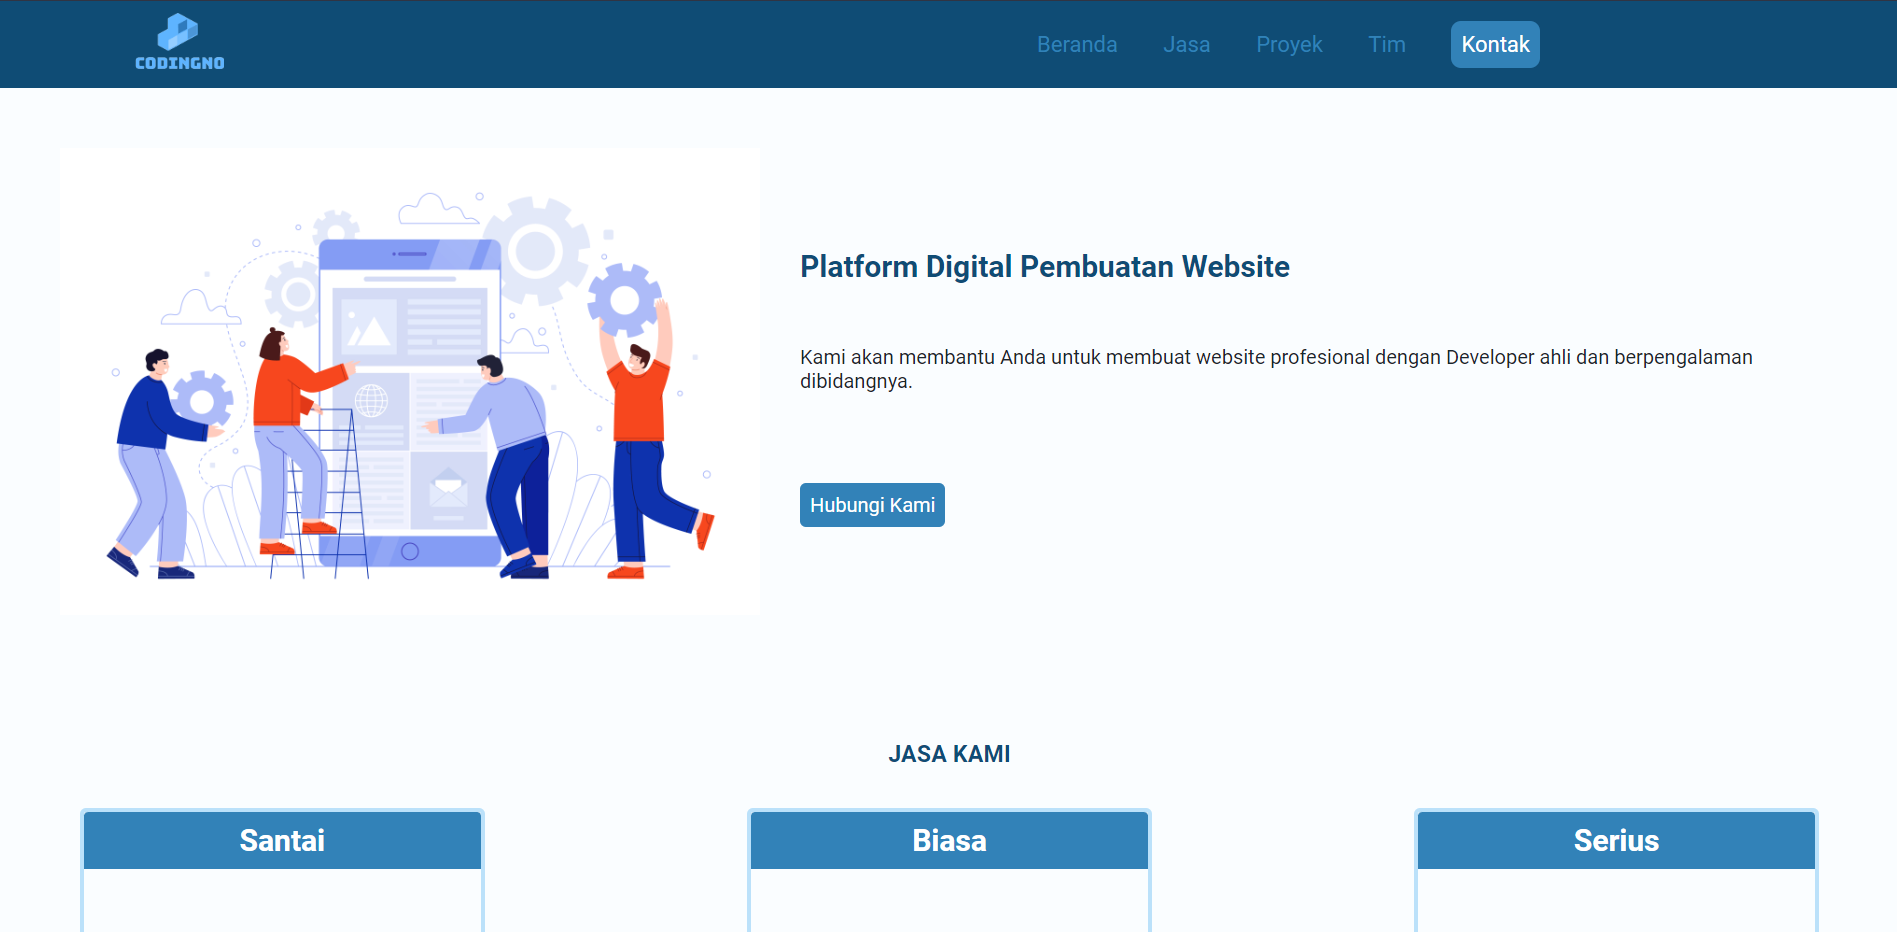 CODINGNO
Beranda Jasa Proyek Tim Kontak
Platform Digital Pembuatan Website
Kami akan membantu Anda untuk membuat website profesional dengan Developer ahli dan berpengalaman
dibidangnya.
Hubungi Kami
JASA KAMI
Santai Biasa Serius